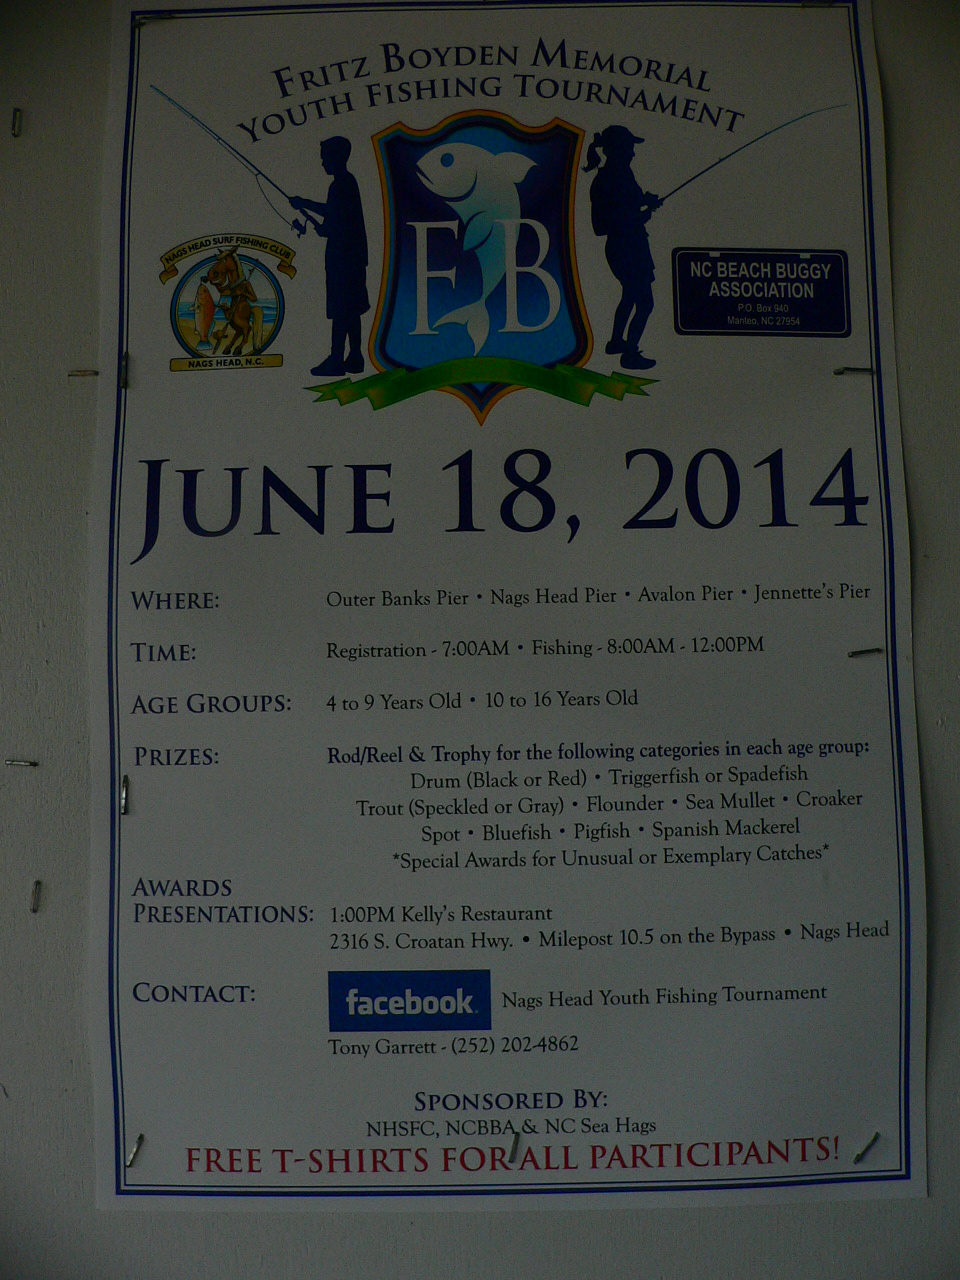 FRITZ BOYDEN MEMORIAL
YOUTH FISHING TOURNAMENT
FB
NAGS HEAD SURF FISHING CLUB
NAGS HEAD, N.C.
NC BEACH BUGGY
ASSOCIATION
P.O. Box 940
Manteo, NC 27954
JUNE 18, 2014
WHERE: Outer Banks Pier • Nags Head Pier • Avalon Pier • Jennette's Pier
TIME: Registration - 7:00AM • Fishing - 8:00AM - 12:00PM
AGE GROUPS: 4 to 9 Years Old • 10 to 16 Years Old
PRIZES: Rod/Reel & Trophy for the following categories in each age group:
Drum (Black or Red) • Triggerfish or Spadefish
Trout (Speckled or Gray) • Flounder • Sea Mullet • Croaker
Spot • Bluefish • Pigfish • Spanish Mackerel
*Special Awards for Unusual or Exemplary Catches*
AWARDS
PRESENTATIONS: 1:00PM Kelly's Restaurant
2316 S. Croatan Hwy. • Milepost 10.5 on the Bypass • Nags Head
CONTACT: facebook Nags Head Youth Fishing Tournament
Tony Garrett - (252) 202-4862
SPONSORED BY:
NHSFC, NCBBA & NC Sea Hags
FREE T-SHIRTS FOR ALL PARTICIPANTS!